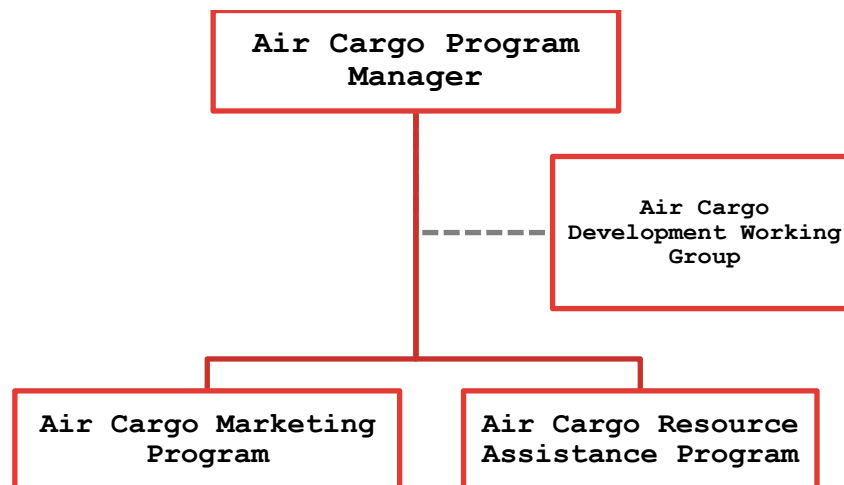 Air Cargo Program
Manager
Air Cargo
Development Working
Group
Air Cargo Marketing
Program
Air Cargo Resource
Assistance Program